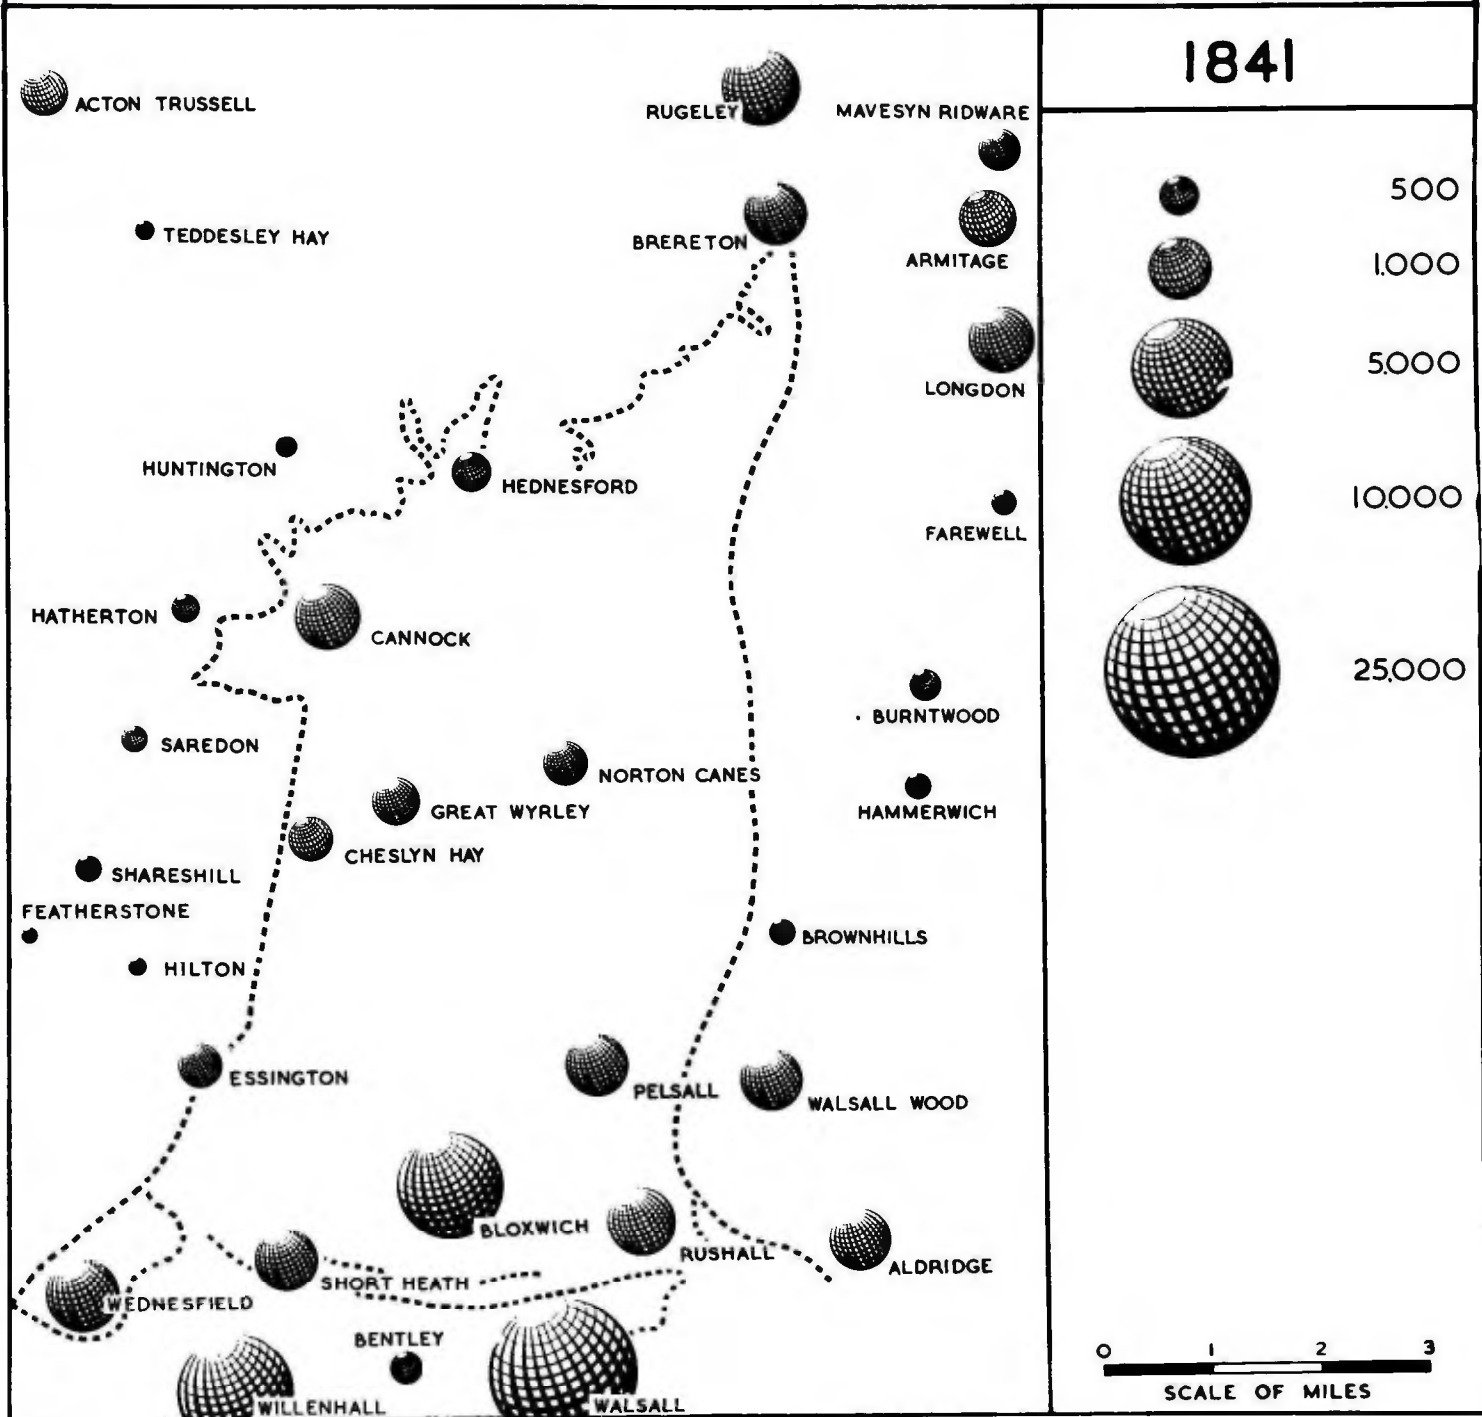 1841
ACTON TRUSSELL
RUGELEY
MAVESYN RIDWARE
TEDDESLEY HAY
BRERETON
ARMITAGE
LONGDON
HUNTINGTON
HEDNESFORD
FAREWELL
HATHERTON
CANNOCK
BURNTWOOD
SAREDON
NORTON CANES
GREAT WYRLEY
HAMMERWICH
CHESLYN HAY
SHARESHILL
FEATHERSTONE
BROWNHILLS
HILTON
ESSINGTON
PELSALL
WALSALL WOOD
BLOXWICH
RUSHALL
ALDRIDGE
SHORT HEATH
WEDNESFIELD
BENTLEY
WILLENHALL
WALSALL
500
1.000
5,000
10,000
25,000
0 1 2 3
SCALE OF MILES